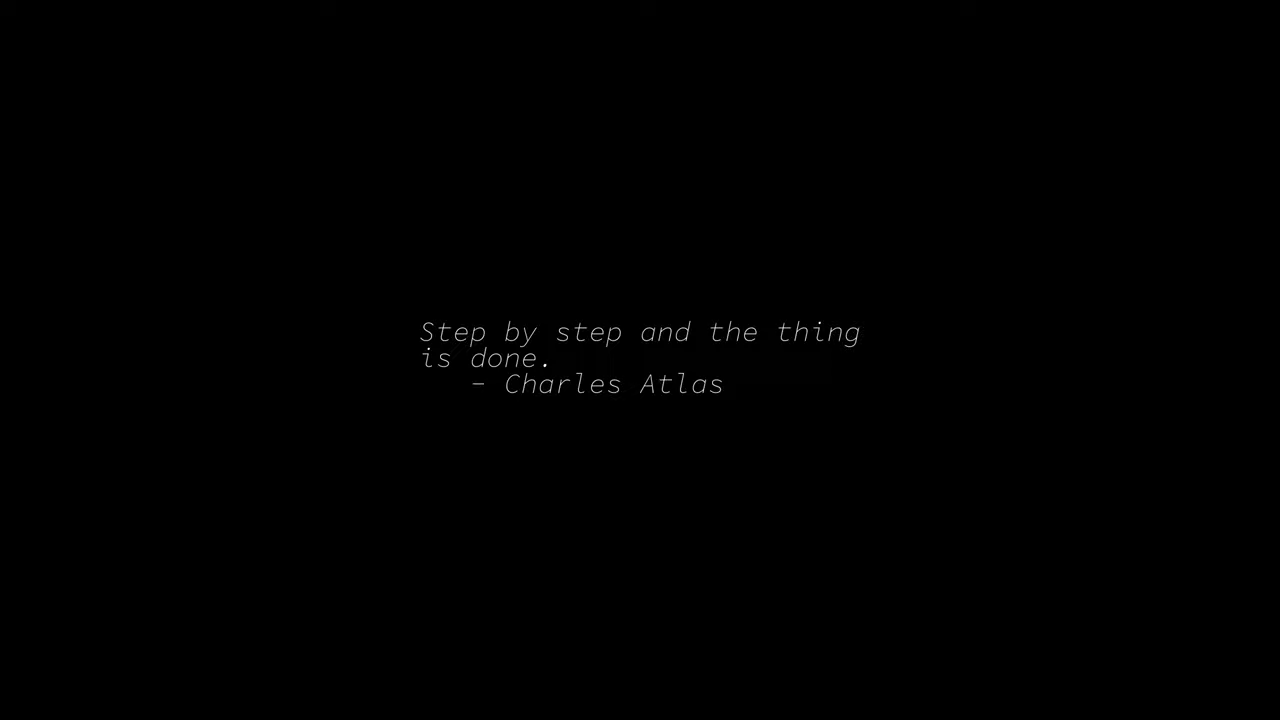 Step by step and the thing
is done.
- Charles Atlas